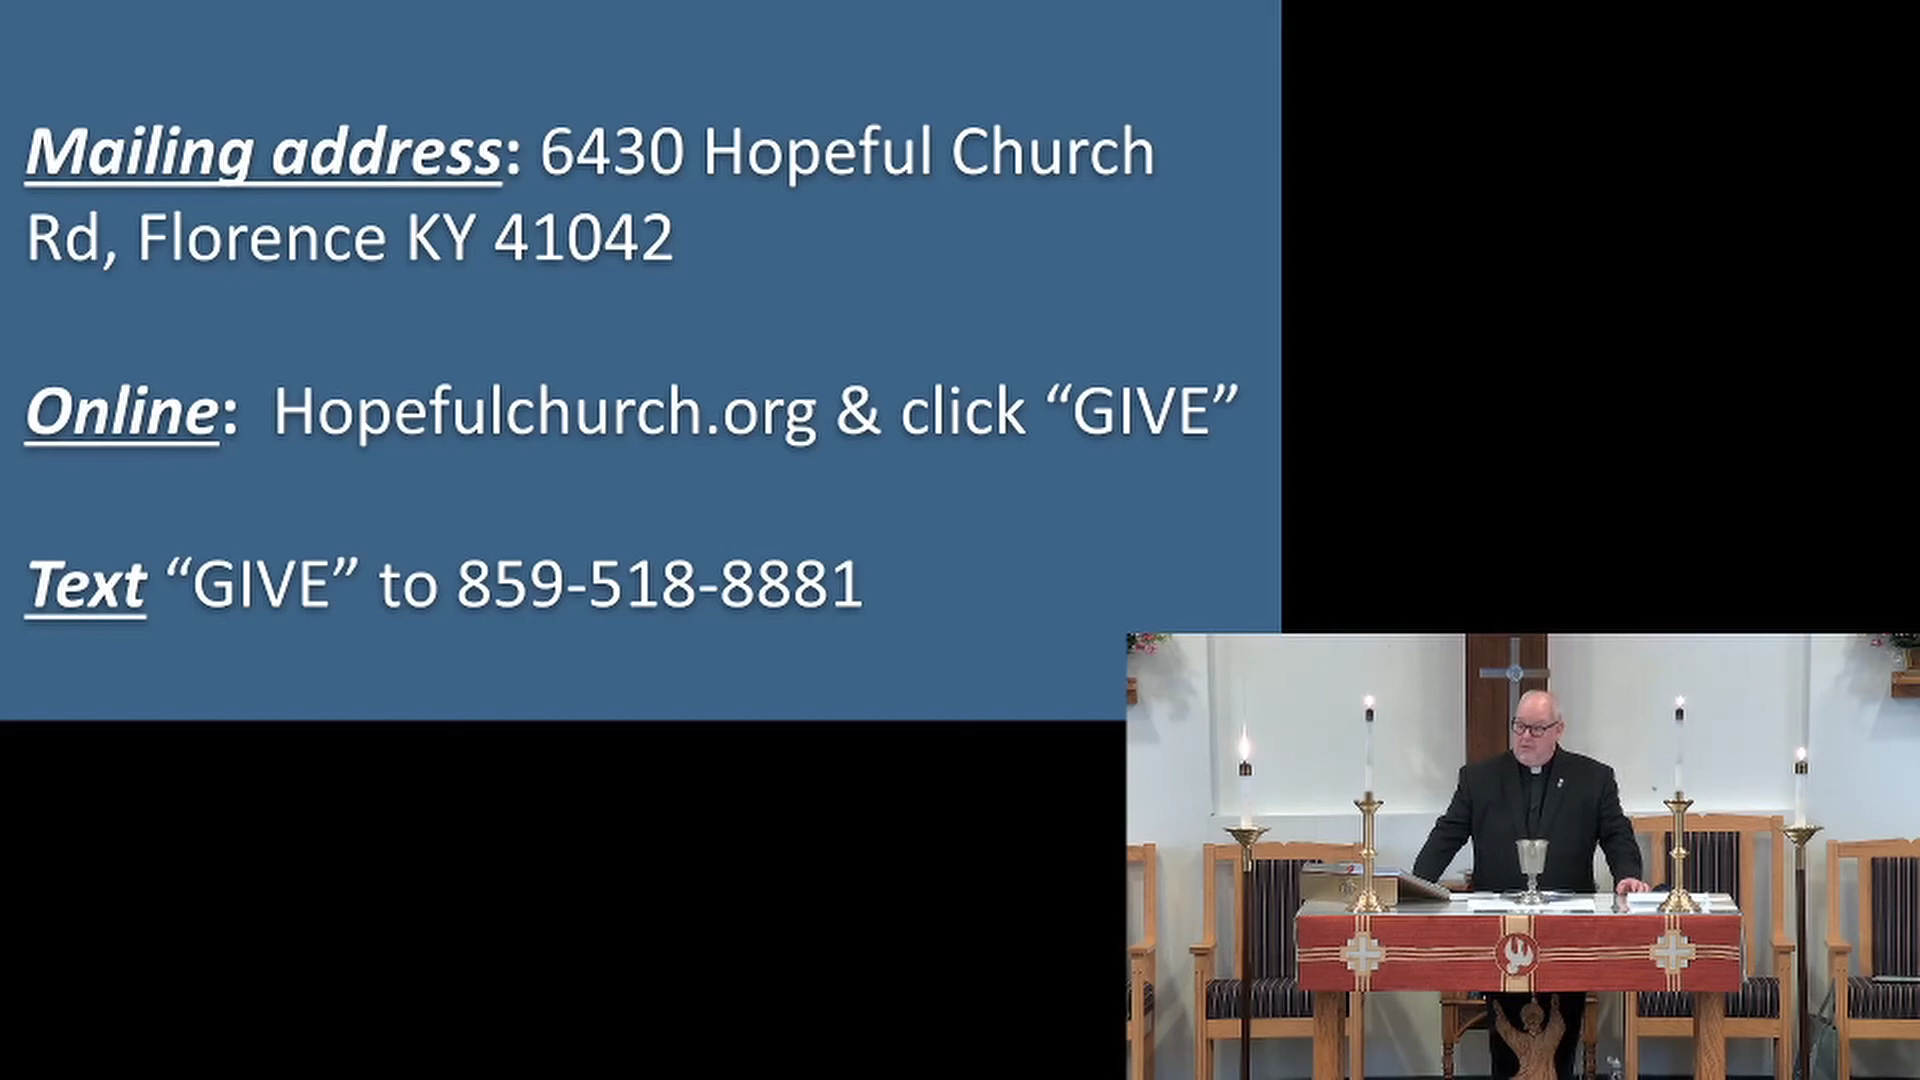 Mailing address: 6430 Hopeful Church
Rd, Florence KY 41042
Online:  Hopefulchurch.org & click “GIVE”
Text “GIVE” to 859-518-8881